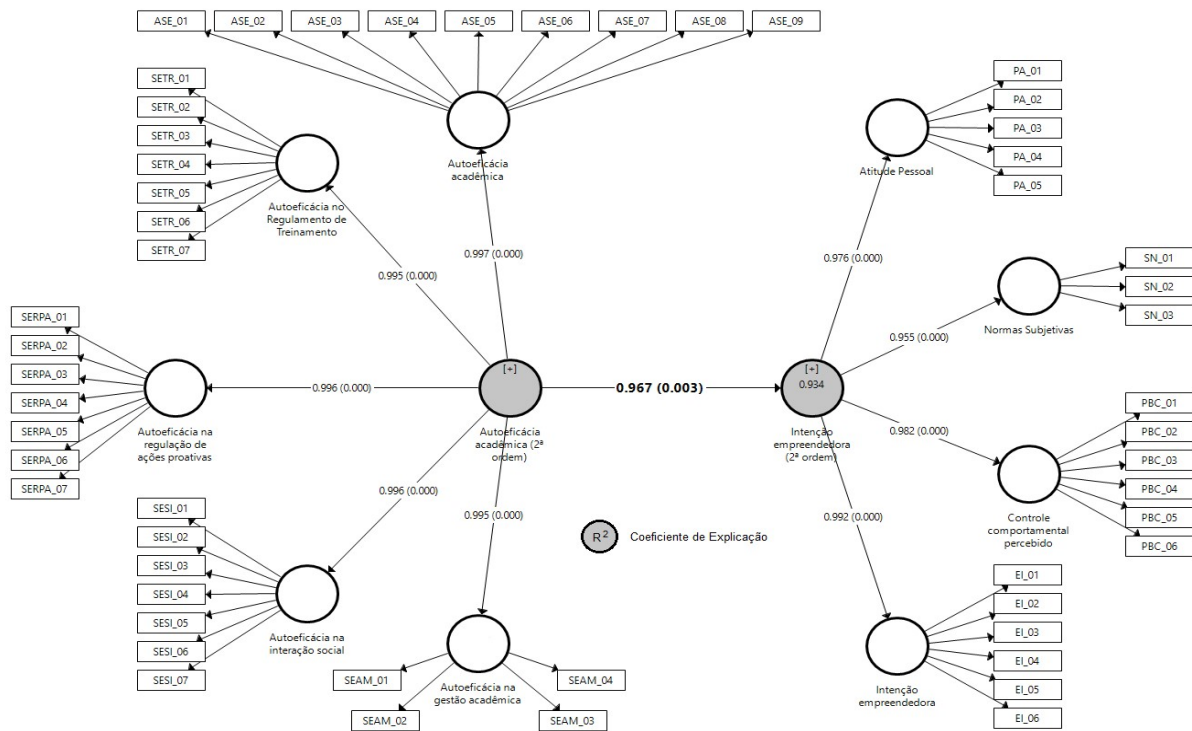 ASE_01
ASE_02
ASE_03
ASE_04
ASE_05
ASE_06
ASE_07
ASE_08
ASE_09
Autoeficácia
acadêmica
SETR_01
SETR_02
SETR_03
SETR_04
SETR_05
SETR_06
SETR_07
Autoeficácia no
Regulamento de
Treinamento
PA_01
PA_02
PA_03
PA_04
PA_05
Atitude Pessoal
0.995 (0.000)
0.997 (0.000)
0.976 (0.000)
SN_01
SN_02
SN_03
Normas Subjetivas
0.955 (0.000)
SERPA_01
SERPA_02
SERPA_03
SERPA_04
SERPA_05
SERPA_06
SERPA_07
Autoeficácia na
regulação de
ações proativas
0.996 (0.000)
[+]
Autoeficácia
acadêmica (2ª
ordem)
0.967 (0.003)
[+]
0.934
Intenção
empreendedora
(2ª ordem)
0.982 (0.000)
PBC_01
PBC_02
PBC_03
PBC_04
PBC_05
PBC_06
Controle
comportamental
percebido
0.996 (0.000)
0.995 (0.000)
0.992 (0.000)
R²
Coeficiente de Explicação
SESI_01
SESI_02
SESI_03
SESI_04
SESI_05
SESI_06
SESI_07
Autoeficácia na
interação social
SEAM_01
SEAM_02
SEAM_03
SEAM_04
Autoeficácia na
gestão acadêmica
EI_01
EI_02
EI_03
EI_04
EI_05
EI_06
Intenção
empreendedora